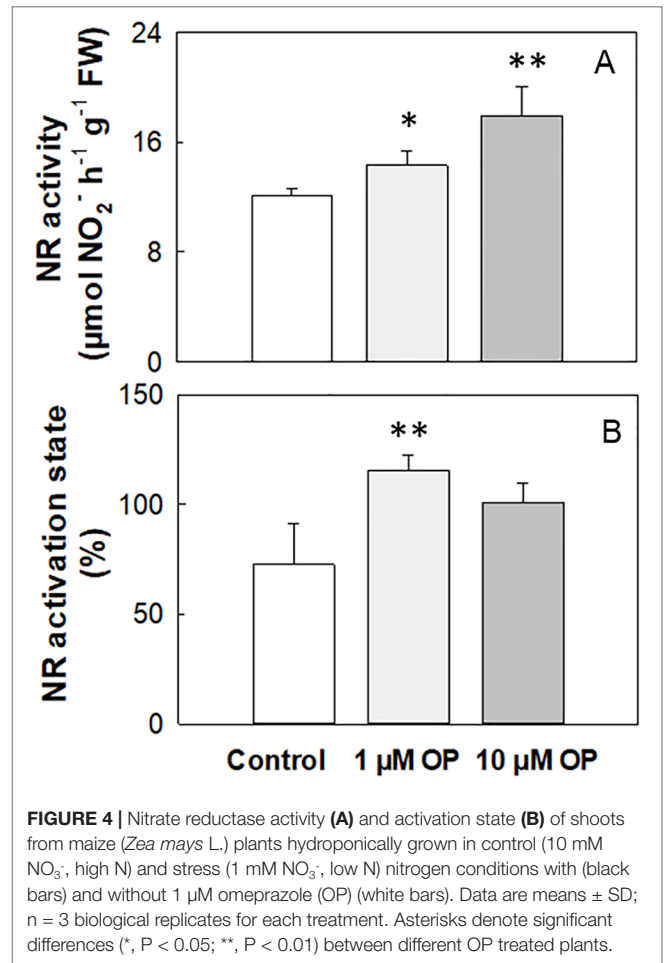 24
16
8
0
NR activity
(µmol NO₂⁻ h⁻¹ g⁻¹ FW)
*
**
A
150
100
50
0
NR activation state
(%)
**
B
Control 1 µM OP 10 µM OP
FIGURE 4 | Nitrate reductase activity (A) and activation state (B) of shoots
from maize (Zea mays L.) plants hydroponically grown in control (10 mM
NO₃⁻, high N) and stress (1 mM NO₃⁻, low N) nitrogen conditions with (black
bars) and without 1 µM omeprazole (OP) (white bars). Data are means ± SD;
n = 3 biological replicates for each treatment. Asterisks denote significant
differences (*, P < 0.05; **, P < 0.01) between different OP treated plants.